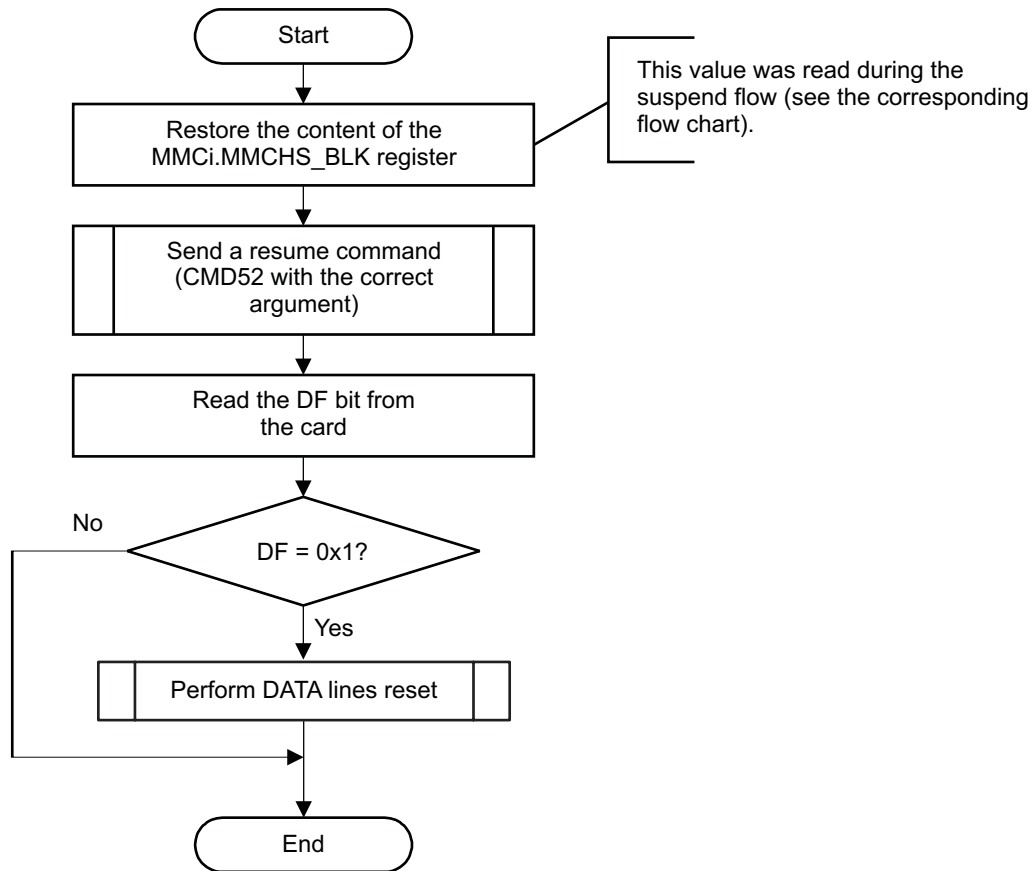 Start
This value was read during the
suspend flow (see the corresponding
flow chart).
Restore the content of the
MMCi.MMCHS_BLK register
Send a resume command
(CMD52 with the correct
argument)
Read the DF bit from
the card
No
DF = 0x1?
Yes
Perform DATA lines reset
End